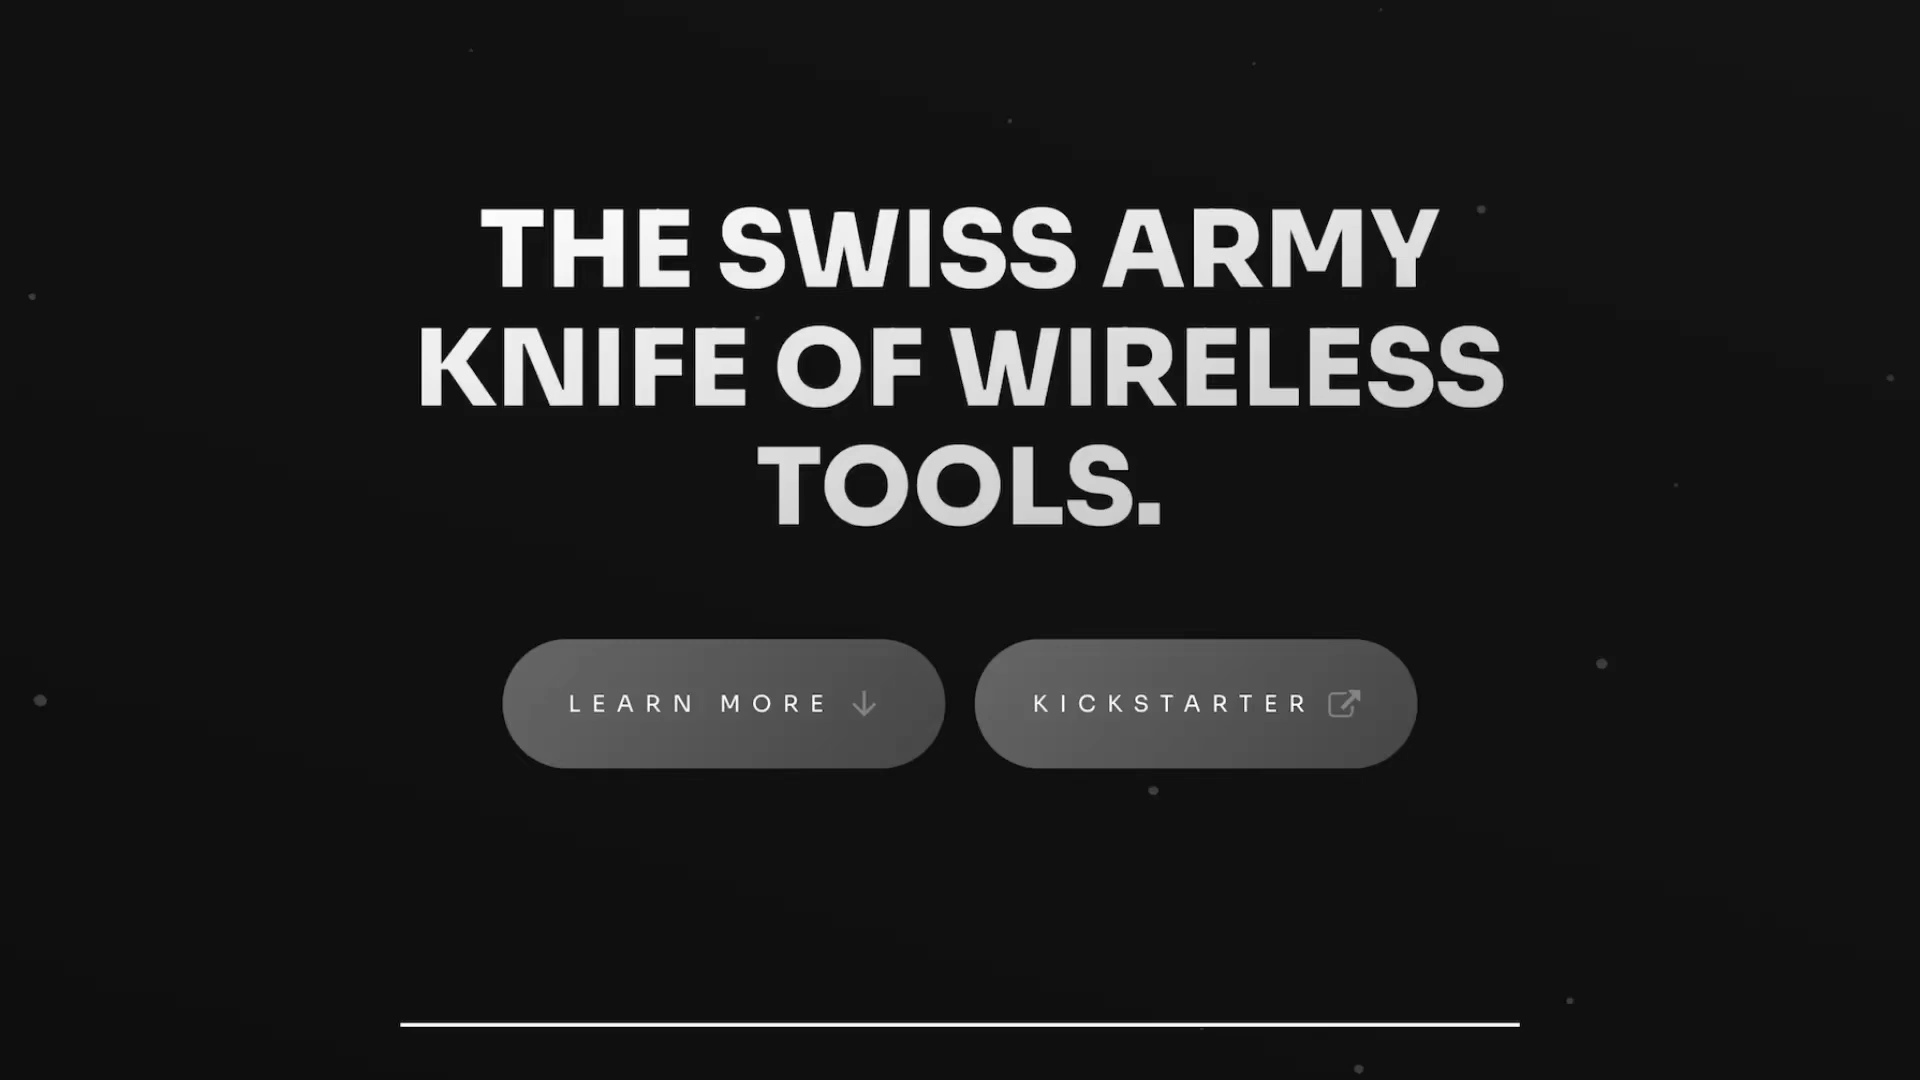 THE SWISS ARMY
KNIFE OF WIRELESS
TOOLS.
LEARN MORE
KICKSTARTER